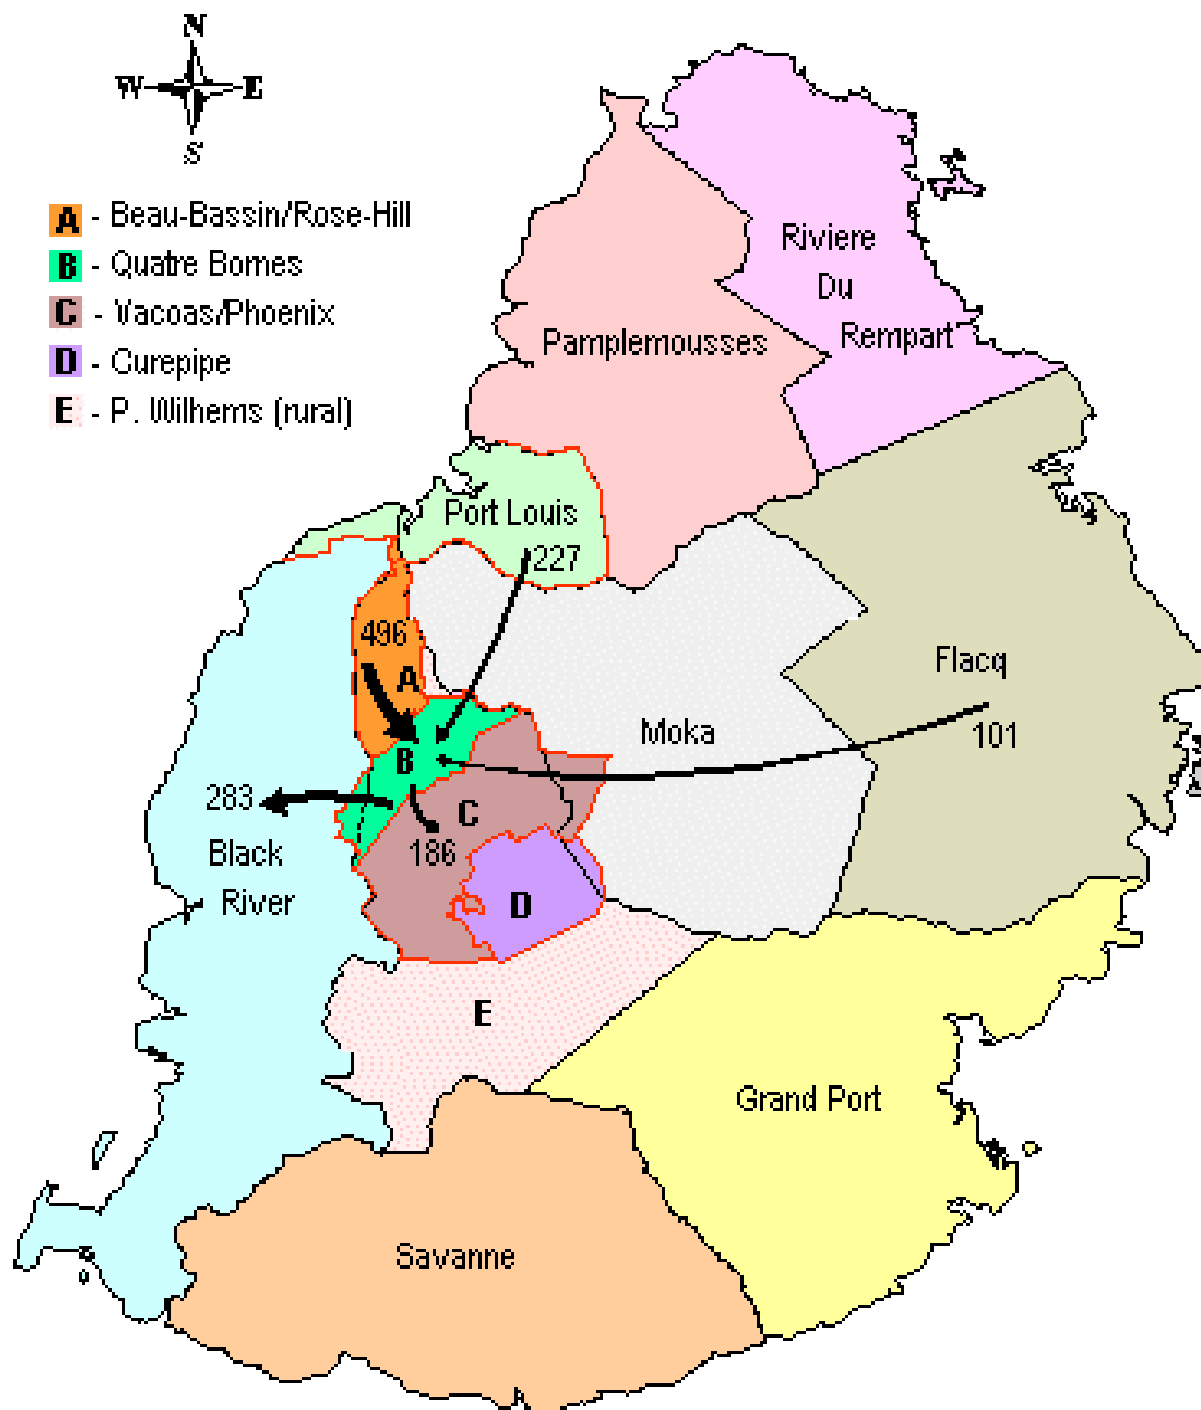 N
W E
S
A - Beau-Bassin/Rose-Hill
B - Quatre Bornes
C - Vacoas/Phoenix
D - Curepipe
E - P. Wilhems (rural)
Riviere
Du
Rempart
Pamplemousses
Port Louis
227
496
A
Flacq
101
Moka
B
283
C
186
Black
River
D
E
Grand Port
Savanne